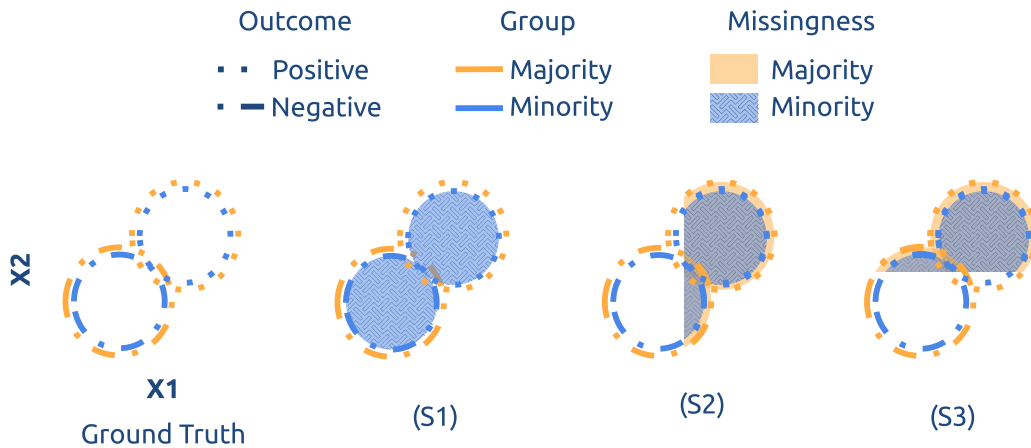 Outcome Group Missingness
Positive Majority Majority
Negative Minority Minority
X2
X1
Ground Truth
(S1)
(S2)
(S3)